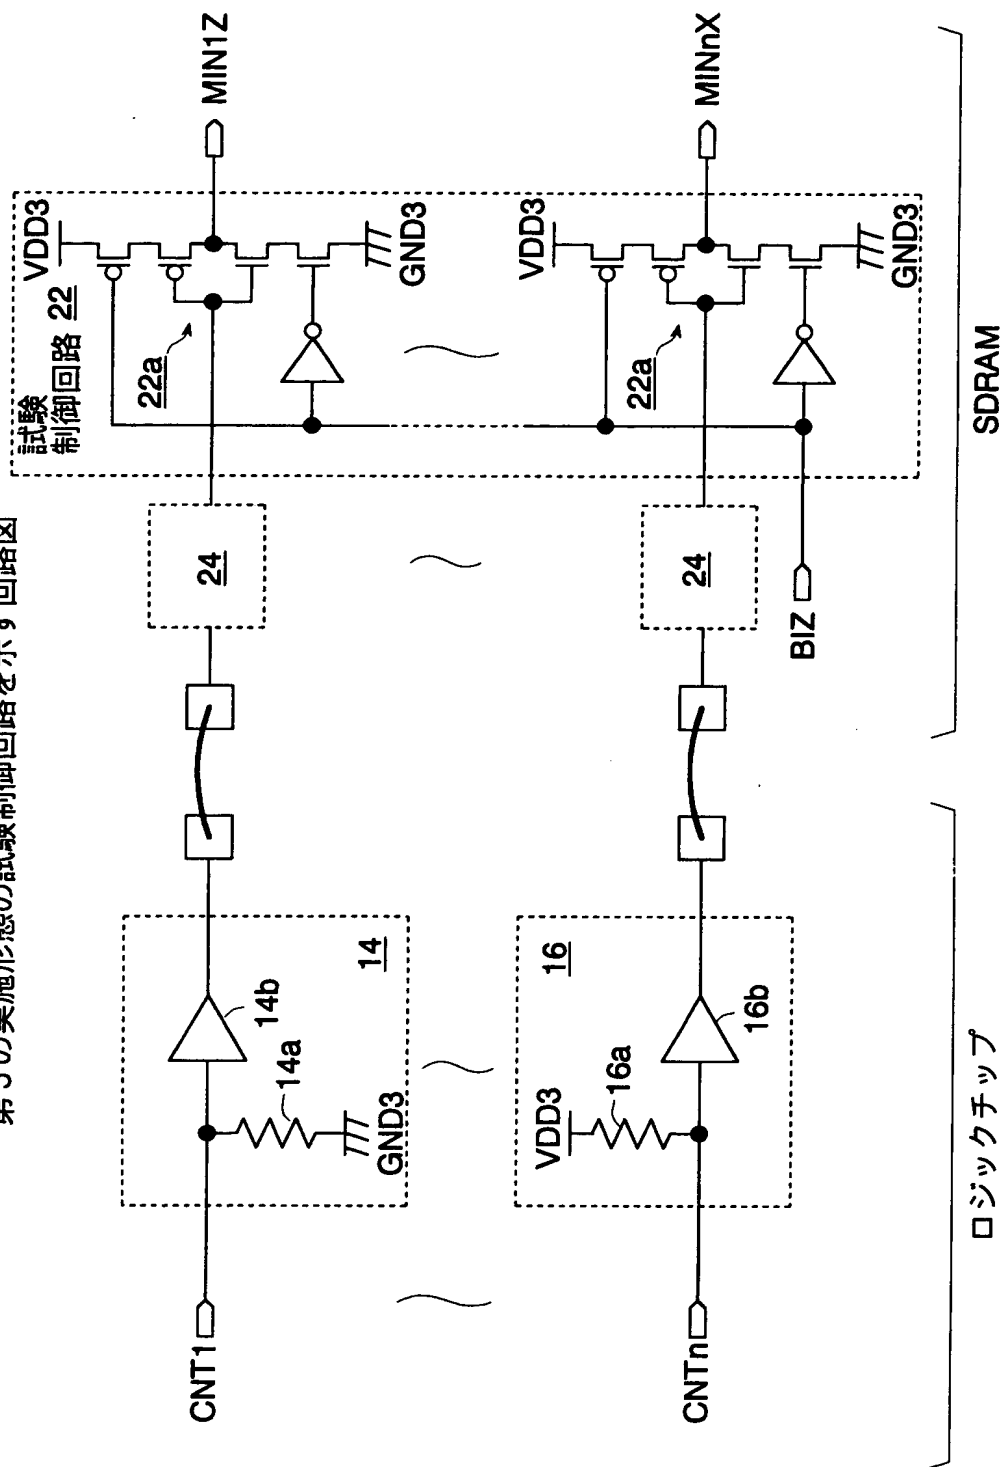 の実施形態の試験制御回路を示す回路図
試験
制御回路 22
VDD3
22a
GND3
MIN1Z
24
14
14b
14a
GND3
CNT1
VDD3
22a
GND3
MINnX
24
16
VDD3
16a
16b
CNTn
BIZ
ロジックチップ
SDRAM